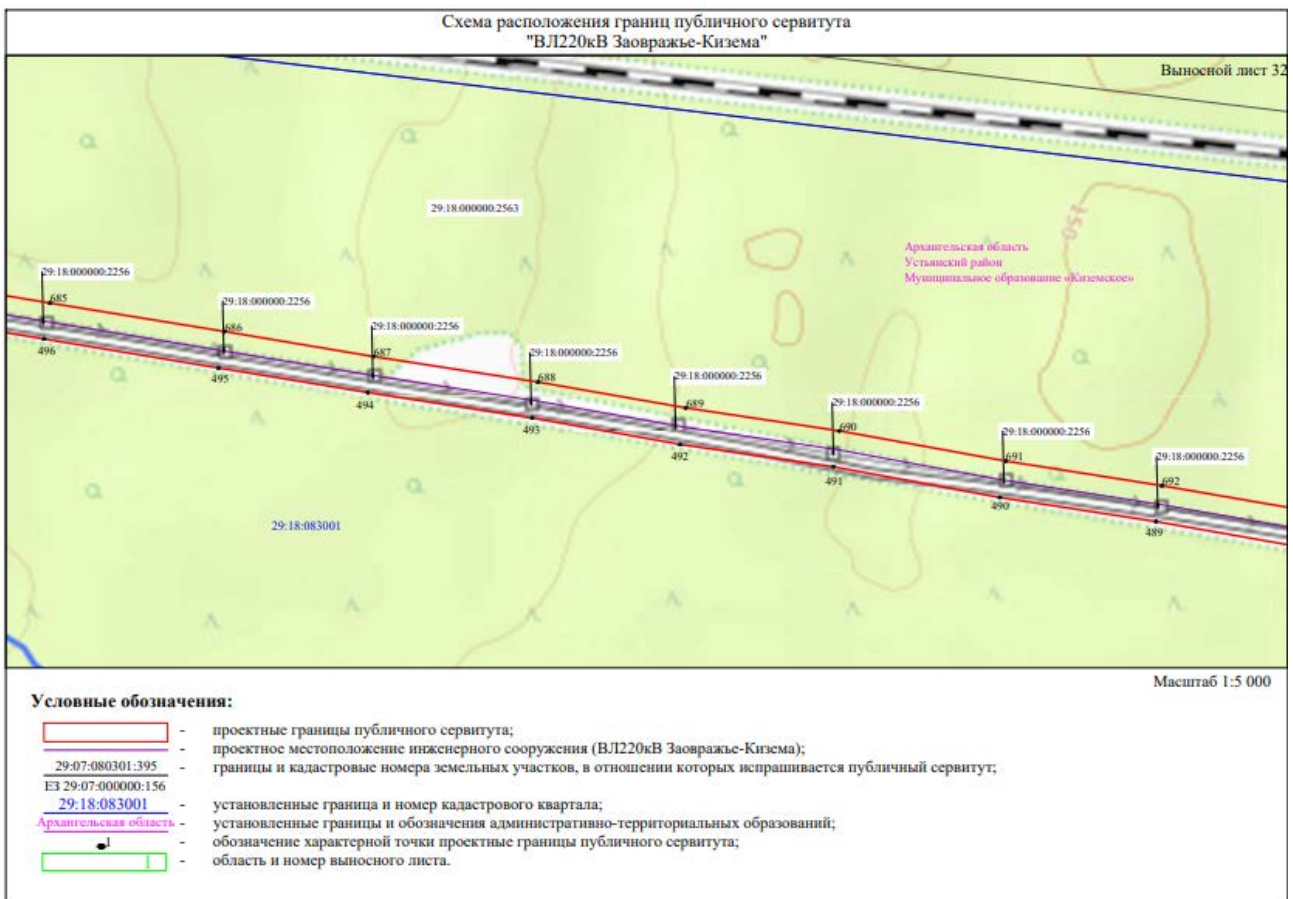 Схема расположения границ публичного сервитута
"ВЛ220кВ Заовражье-Кизема"
Выносной лист 32
29:18:000000:2563
150
Архангельская область
Устьянский район
Муниципальное образование «Киземское»
29:18:000000:2256
685
29:18:000000:2256
686
29:18:000000:2256
687
29:18:000000:2256
688
29:18:000000:2256
689
29:18:000000:2256
690
29:18:000000:2256
691
29:18:000000:2256
692
496
495
494
493
492
491
490
489
29:18:083001
Масштаб 1:5 000
Условные обозначения:
- проектные границы публичного сервитута;
- проектное местоположение инженерного сооружения (ВЛ220кВ Заовражье-Кизема);
29:07:080301:395 - границы и кадастровые номера земельных участков, в отношении которых испрашивается публичный сервитут;
ЕЗ 29:07:000000:156
29:18:083001 - установленные граница и номер кадастрового квартала;
Архангельская область - установленные границы и обозначения административно-территориальных образований;
1 - обозначение характерной точки проектные границы публичного сервитута;
1 - область и номер выносного листа.